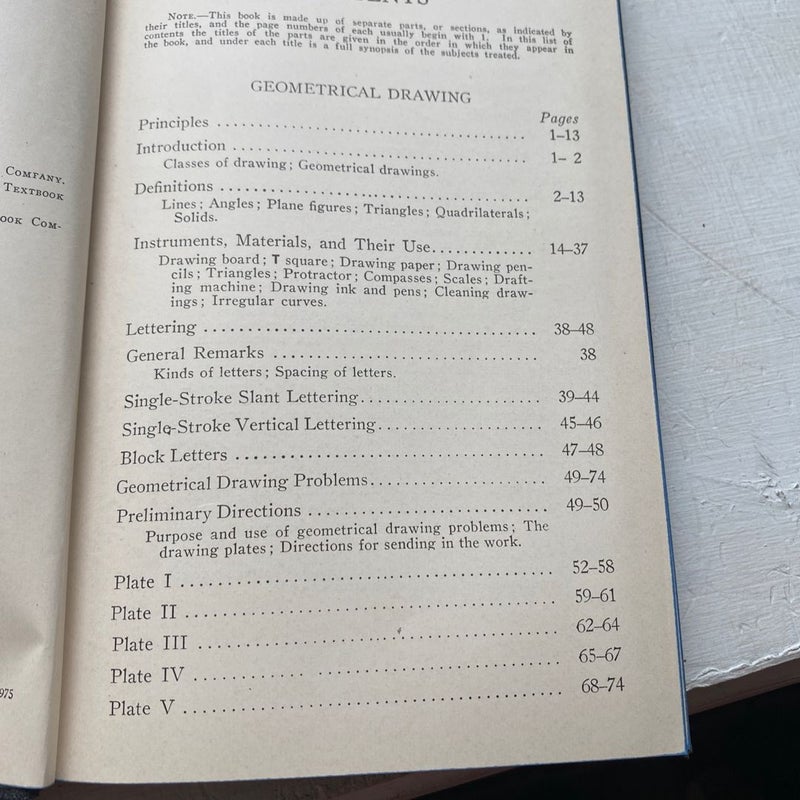 COMPANY.
TEXTBOOK
OOK COM-
975
NOTE.—This book is made up of separate parts, or sections, as indicated by
their titles, and the page numbers of each usually begin with 1. In this list of
contents the titles of the parts are given in the order in which they appear in
the book, and under each title is a full synopsis of the subjects treated.
GEOMETRICAL DRAWING
Pages
Principles 1–13
Introduction 1– 2
Classes of drawing; Geometrical drawings.
Definitions 2–13
Lines; Angles; Plane figures; Triangles; Quadrilaterals;
Solids.
Instruments, Materials, and Their Use 14–37
Drawing board; T square; Drawing paper; Drawing pen-
cils; Triangles; Protractor; Compasses; Scales; Draft-
ing machine; Drawing ink and pens; Cleaning draw-
ings; Irregular curves.
Lettering 38–48
General Remarks 38
Kinds of letters; Spacing of letters.
Single-Stroke Slant Lettering 39–44
Single-Stroke Vertical Lettering 45–46
Block Letters 47–48
Geometrical Drawing Problems 49–74
Preliminary Directions 49–50
Purpose and use of geometrical drawing problems; The
drawing plates; Directions for sending in the work.
Plate I 52–58
Plate II 59–61
Plate III 62–64
Plate IV 65–67
Plate V 68–74